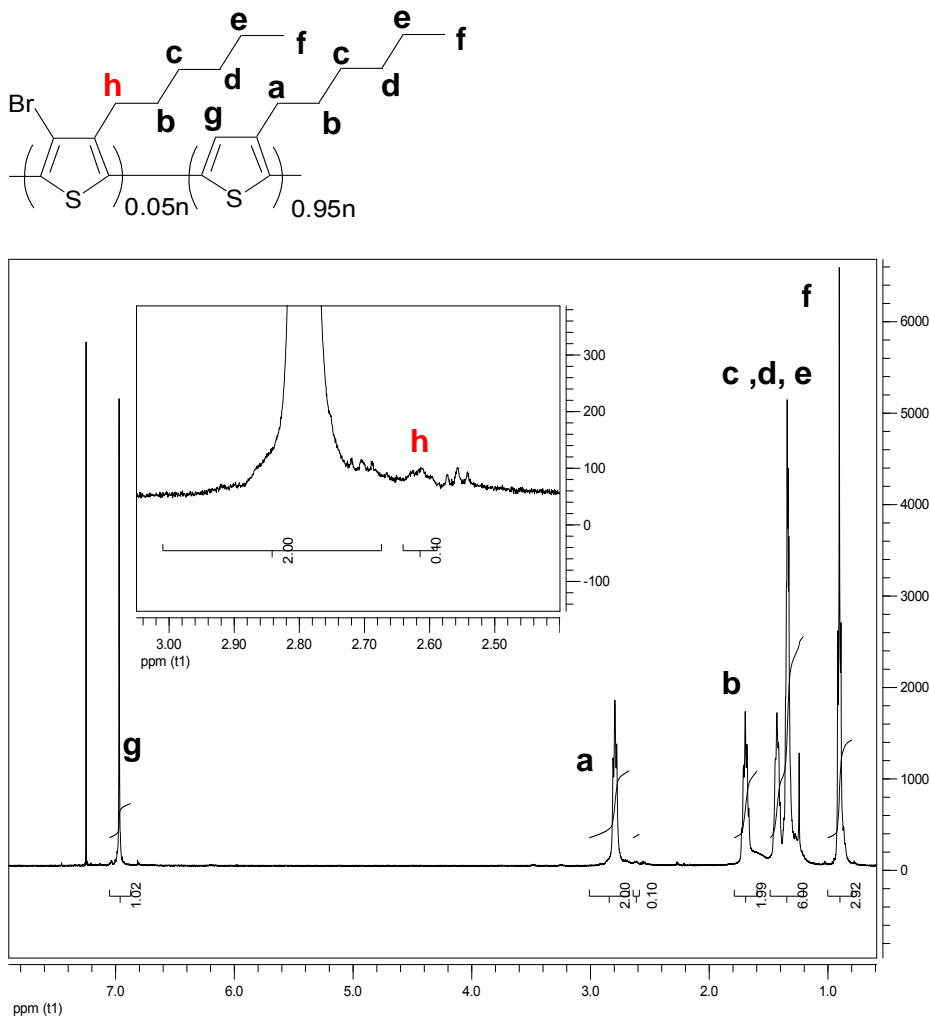 e
e
f
f
c
c
h
d
a
d
Br
b
g
b
S
S
0.05n
0.95n
f
6000
300
c ,d, e
200
h
5000
100
0
4000
2.00
0.40
-100
3000
3.00
2.90
2.80
2.70
2.60
2.50
ppm (t1)
b
2000
g
a
1000
0
1.02
2.00
0.10
1.99
6.00
2.92
7.0
6.0
5.0
4.0
3.0
2.0
1.0
ppm (t1)